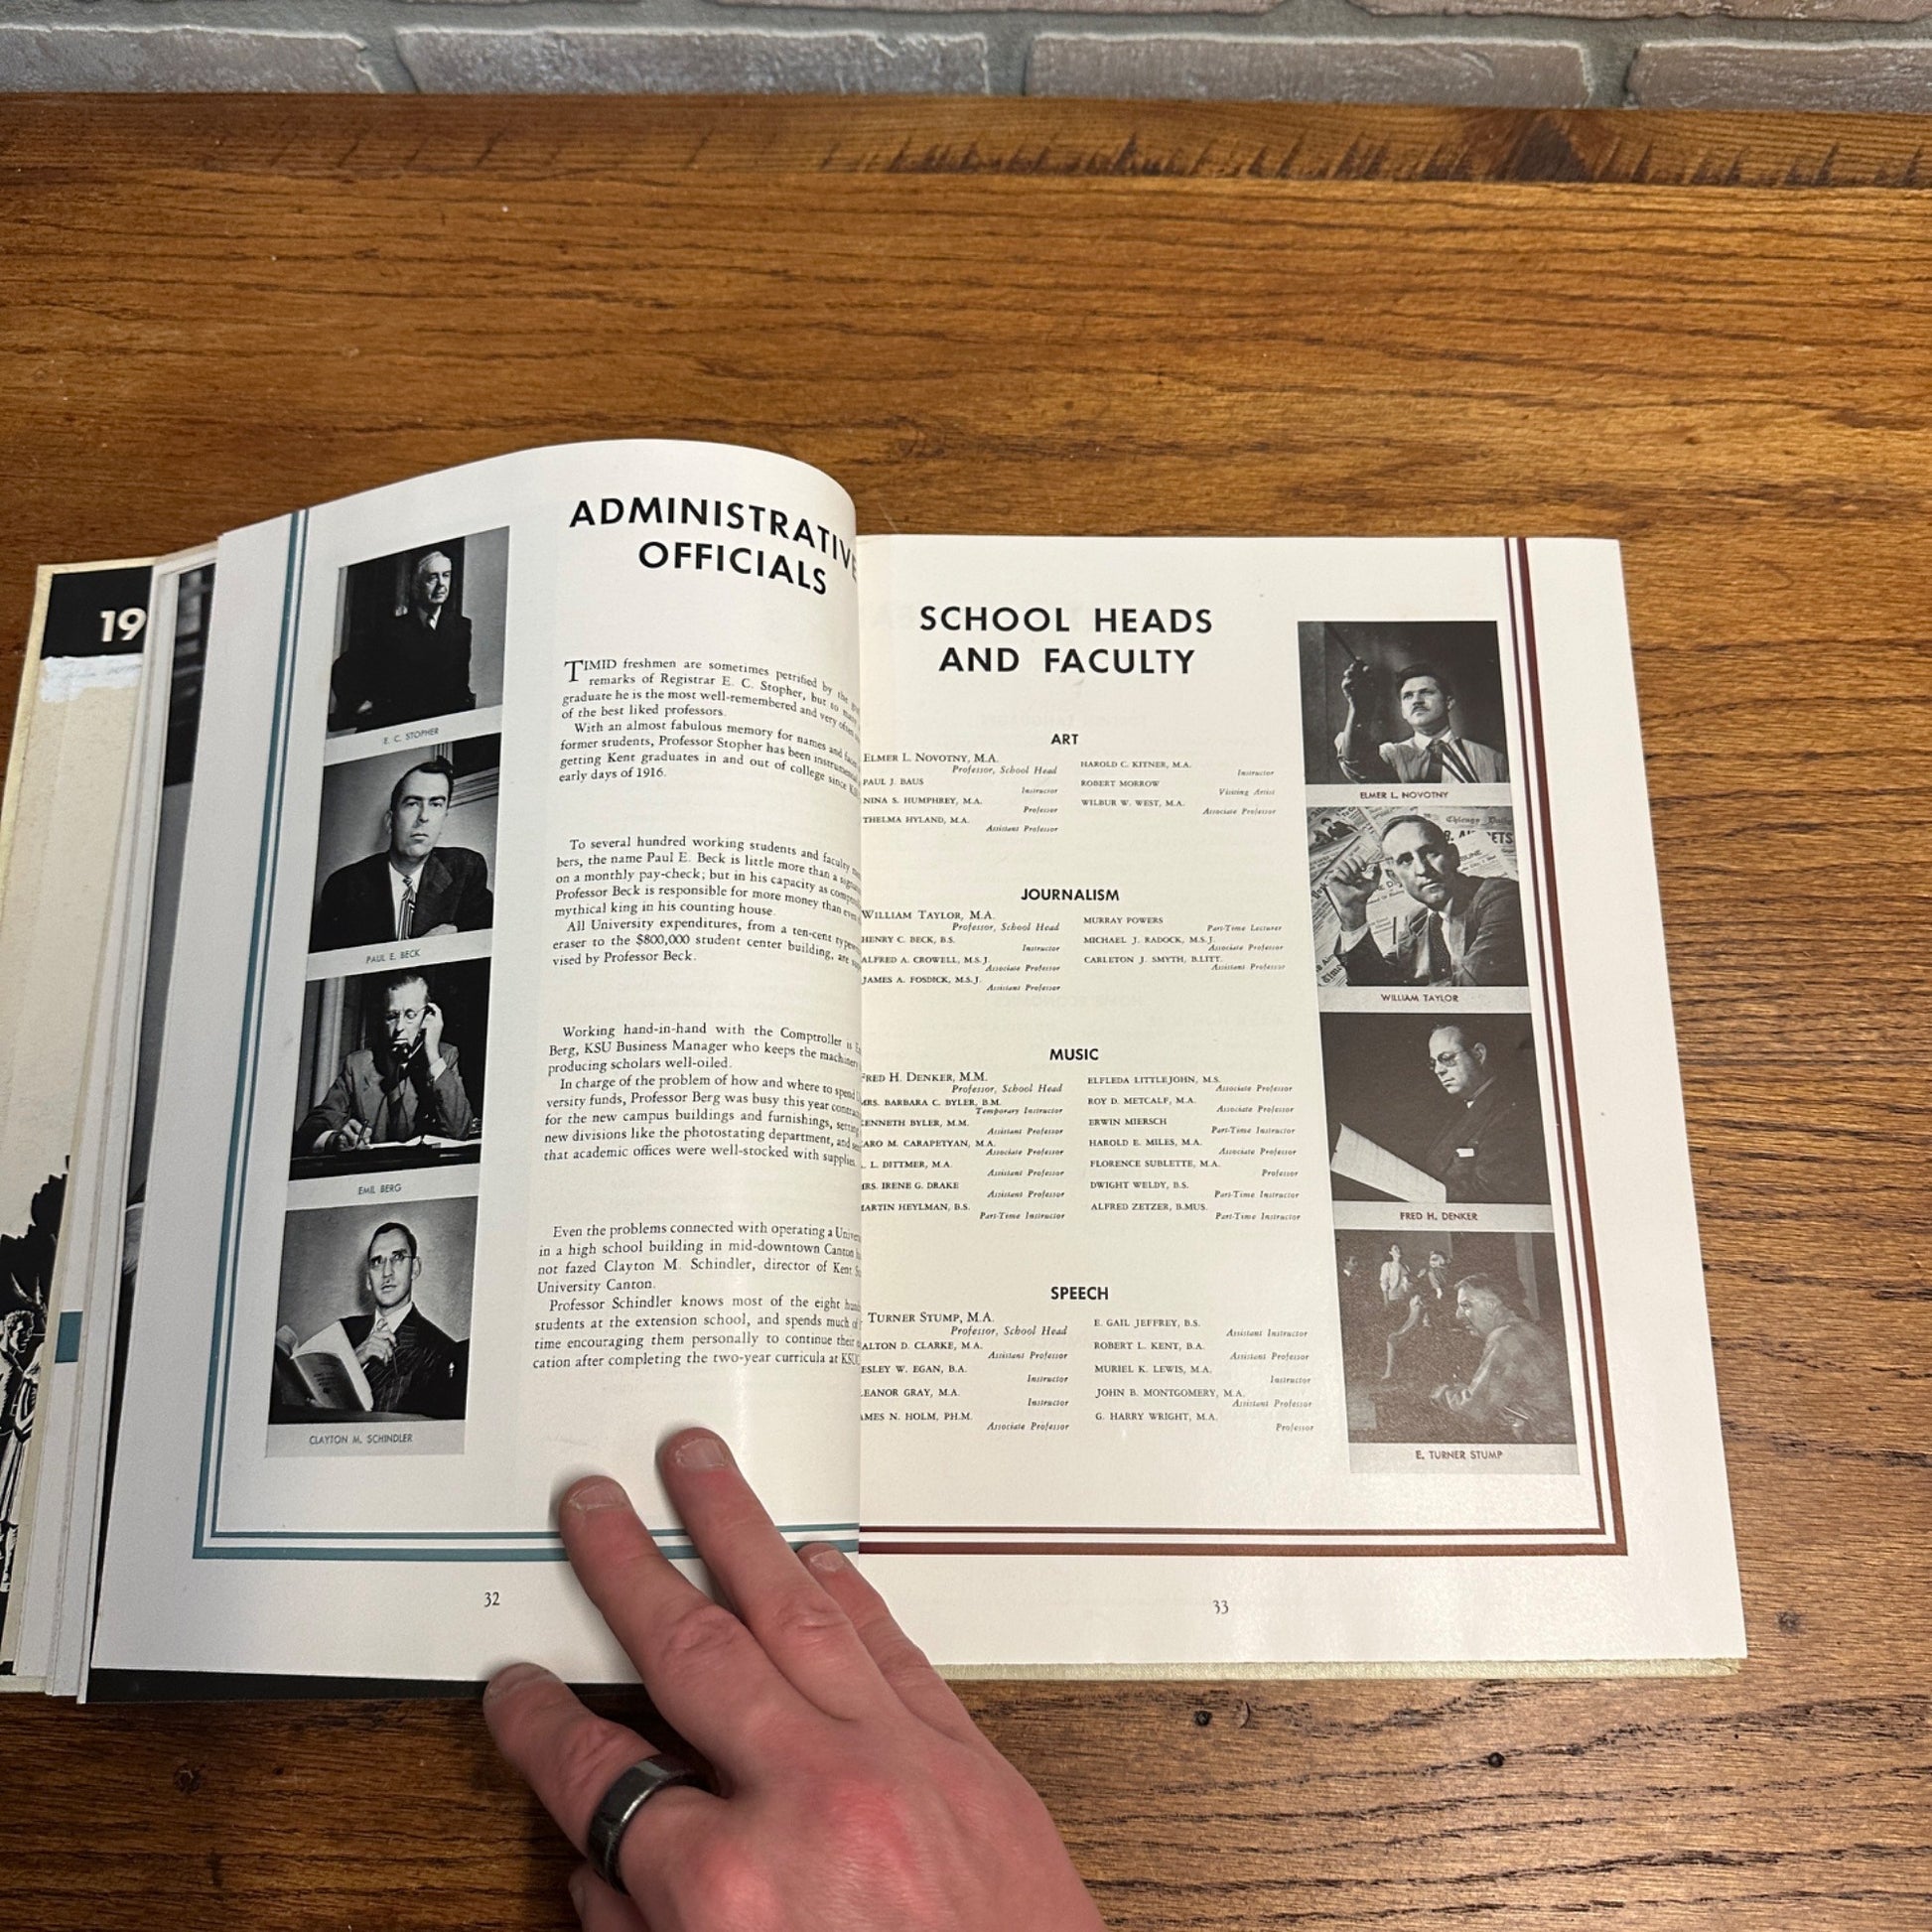 19
ADMINISTRATIVE
OFFICIALS
E. C. STOPHER
TIMID freshmen are sometimes petrified by the
remarks of Registrar E. C. Stopher, but to many
graduate he is the most well-remembered and very often
of the best liked professors.
With an almost fabulous memory for names and faces
former students, Professor Stopher has been instrumental
getting Kent graduates in and out of college since
early days of 1916.
PAUL E. BECK
To several hundred working students and faculty
bers, the name Paul E. Beck is little more than a
on a monthly pay-check; but in his capacity as
Professor Beck is responsible for more money than
mythical king in his counting house.
All University expenditures, from a ten-cent
eraser to the $800,000 student center building, are
vised by Professor Beck.
EMIL BERG
Working hand-in-hand with the Comptroller is
Berg, KSU Business Manager who keeps the machinery
producing scholars well-oiled.
In charge of the problem of how and where to spend
versity funds, Professor Berg was busy this year
for the new campus buildings and furnishings,
new divisions like the photostating department, and
that academic offices were well-stocked with supplies.
CLAYTON M. SCHINDLER
Even the problems connected with operating a
in a high school building in mid-downtown Canton
not fazed Clayton M. Schindler, director of Kent
University Canton.
Professor Schindler knows most of the eight
students at the extension school, and spends much
time encouraging them personally to continue their
cation after completing the two-year curricula at KSU
32
SCHOOL HEADS
AND FACULTY
ART
ELMER L. NOVOTNY, M.A.
Professor, School Head
PAUL J. BAUS
Instructor
NINA S. HUMPHREY, M.A.
Professor
THELMA HYLAND, M.A.
Assistant Professor
HAROLD C. KITNER, M.A.
Instructor
ROBERT MORROW
Visiting Artist
WILBUR W. WEST, M.A.
Associate Professor
ELMER L. NOVOTNY
JOURNALISM
WILLIAM TAYLOR, M.A.
Professor, School Head
HENRY C. BECK, B.S.
Instructor
ALFRED A. CROWELL, M.S.J.
Associate Professor
JAMES A. FOSDICK, M.S.J.
Assistant Professor
MURRAY POWERS
Part-Time Lecturer
MICHAEL J. RADOCK, M.S.J.
Associate Professor
CARLETON J. SMYTH, B.LITT.
Assistant Professor
Chicago Daily
WILLIAM TAYLOR
MUSIC
FRED H. DENKER, M.M.
Professor, School Head
MRS. BARBARA C. BYLER, B.M.
Temporary Instructor
KENNETH BYLER, M.M.
Assistant Professor
CARO M. CARAPETYAN, M.A.
Associate Professor
L. DITTMER, M.A.
Assistant Professor
MRS. IRENE G. DRAKE
Assistant Professor
MARTIN HEYLMAN, B.S.
Part-Time Instructor
ELFLEDA LITTLEJOHN, M.S.
Associate Professor
ROY D. METCALF, M.A.
Associate Professor
ERWIN MIERSCH
Part-Time Instructor
HAROLD E. MILES, M.A.
Associate Professor
FLORENCE SUBLETTE, M.A.
Professor
DWIGHT WELDY, B.S.
Part-Time Instructor
ALFRED ZETZER, B.MUS.
Part-Time Instructor
FRED H. DENKER
SPEECH
TURNER STUMP, M.A.
Professor, School Head
ALTON D. CLARKE, M.A.
Assistant Professor
ESLEY W. EGAN, B.A.
Instructor
EANOR GRAY, M.A.
Instructor
AMES N. HOLM, PH.M.
Associate Professor
E. GAIL JEFFREY, B.S.
Assistant Instructor
ROBERT L. KENT, B.A.
Assistant Professor
MURIEL K. LEWIS, M.A.
Instructor
JOHN B. MONTGOMERY, M.A.
Assistant Professor
G. HARRY WRIGHT, M.A.
Professor
E. TURNER STUMP
33